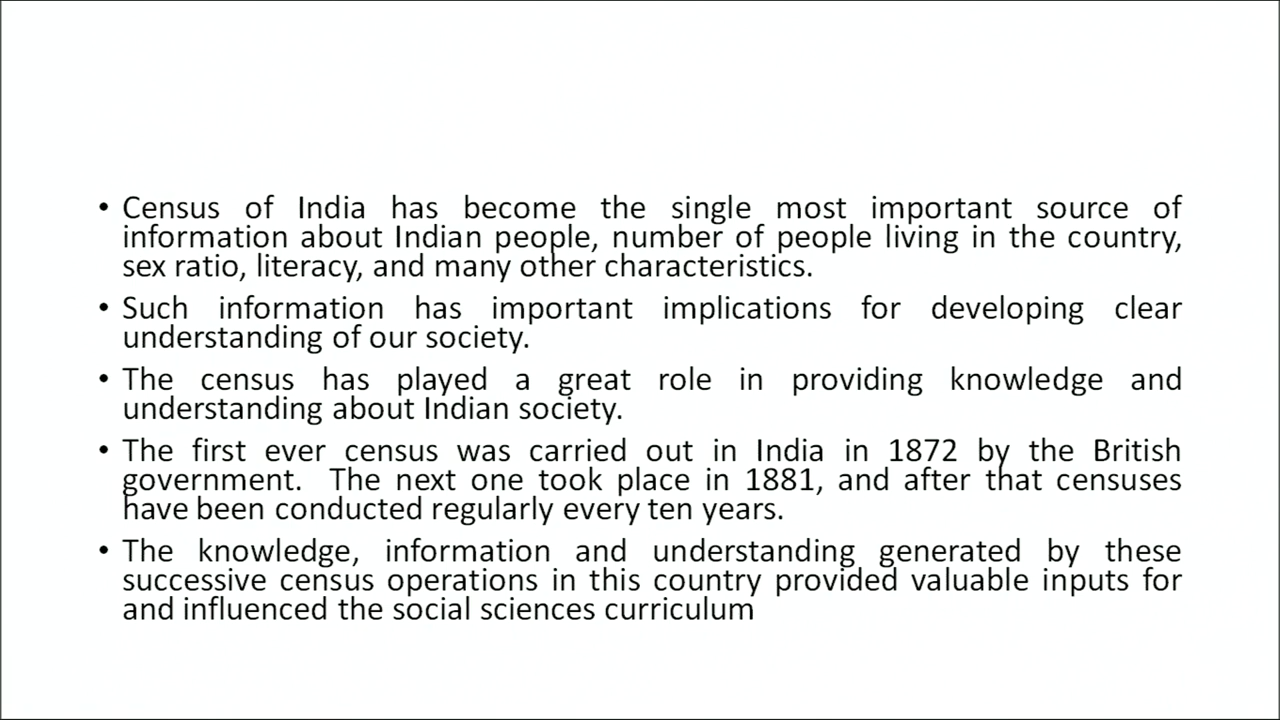 • Census of India has become the single most important source of
information about Indian people, number of people living in the country,
sex ratio, literacy, and many other characteristics.
• Such information has important implications for developing clear
understanding of our society.
• The census has played a great role in providing knowledge and
understanding about Indian society.
• The first ever census was carried out in India in 1872 by the British
government.  The next one took place in 1881, and after that censuses
have been conducted regularly every ten years.
• The knowledge, information and understanding generated by these
successive census operations in this country provided valuable inputs for
and influenced the social sciences curriculum